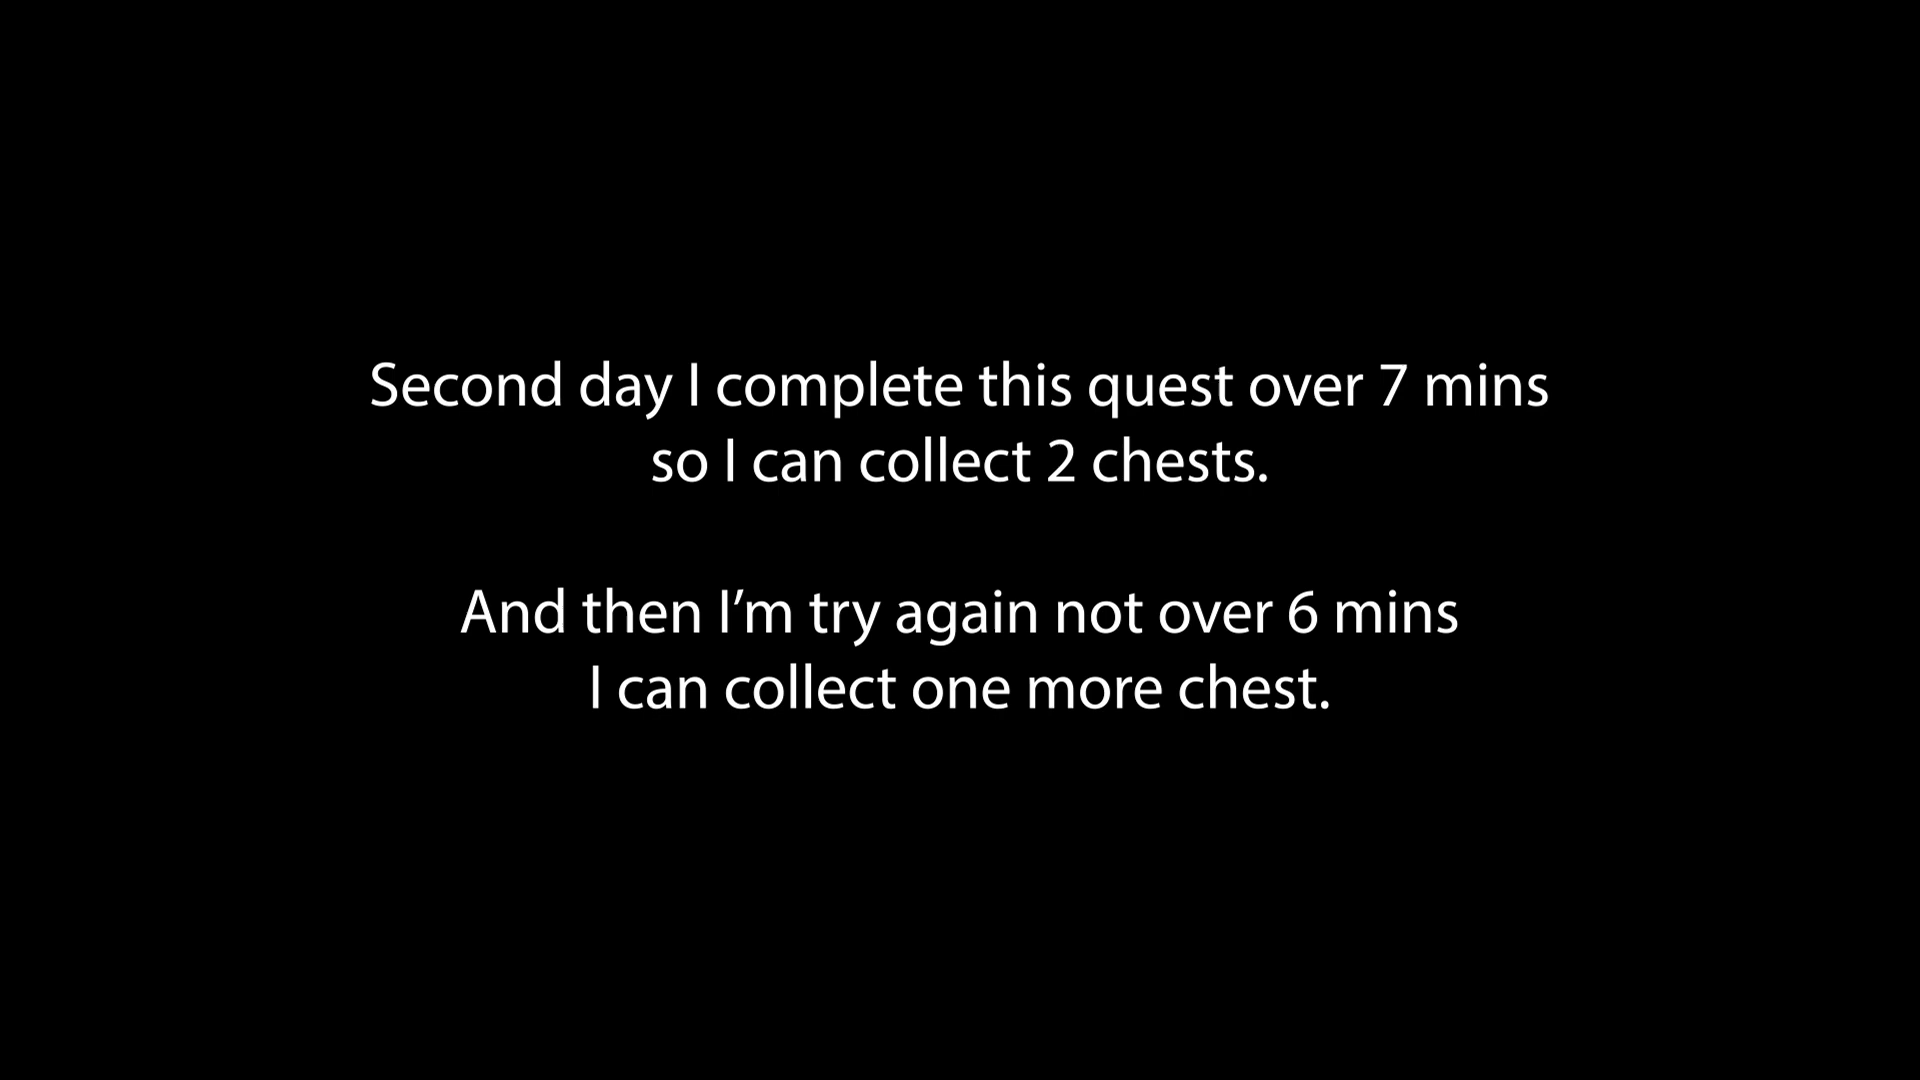 Second day I complete this quest over 7 mins
so I can collect 2 chests.
And then I’m try again not over 6 mins
I can collect one more chest.